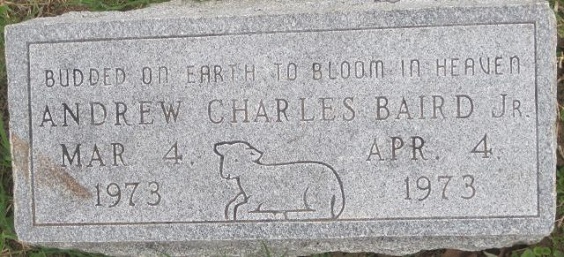 BUDDED ON EARTH TO BLOOM IN HEAVEN
ANDREW CHARLES BAIRD JR.
MAR. 4. APR. 4.
1973 1973